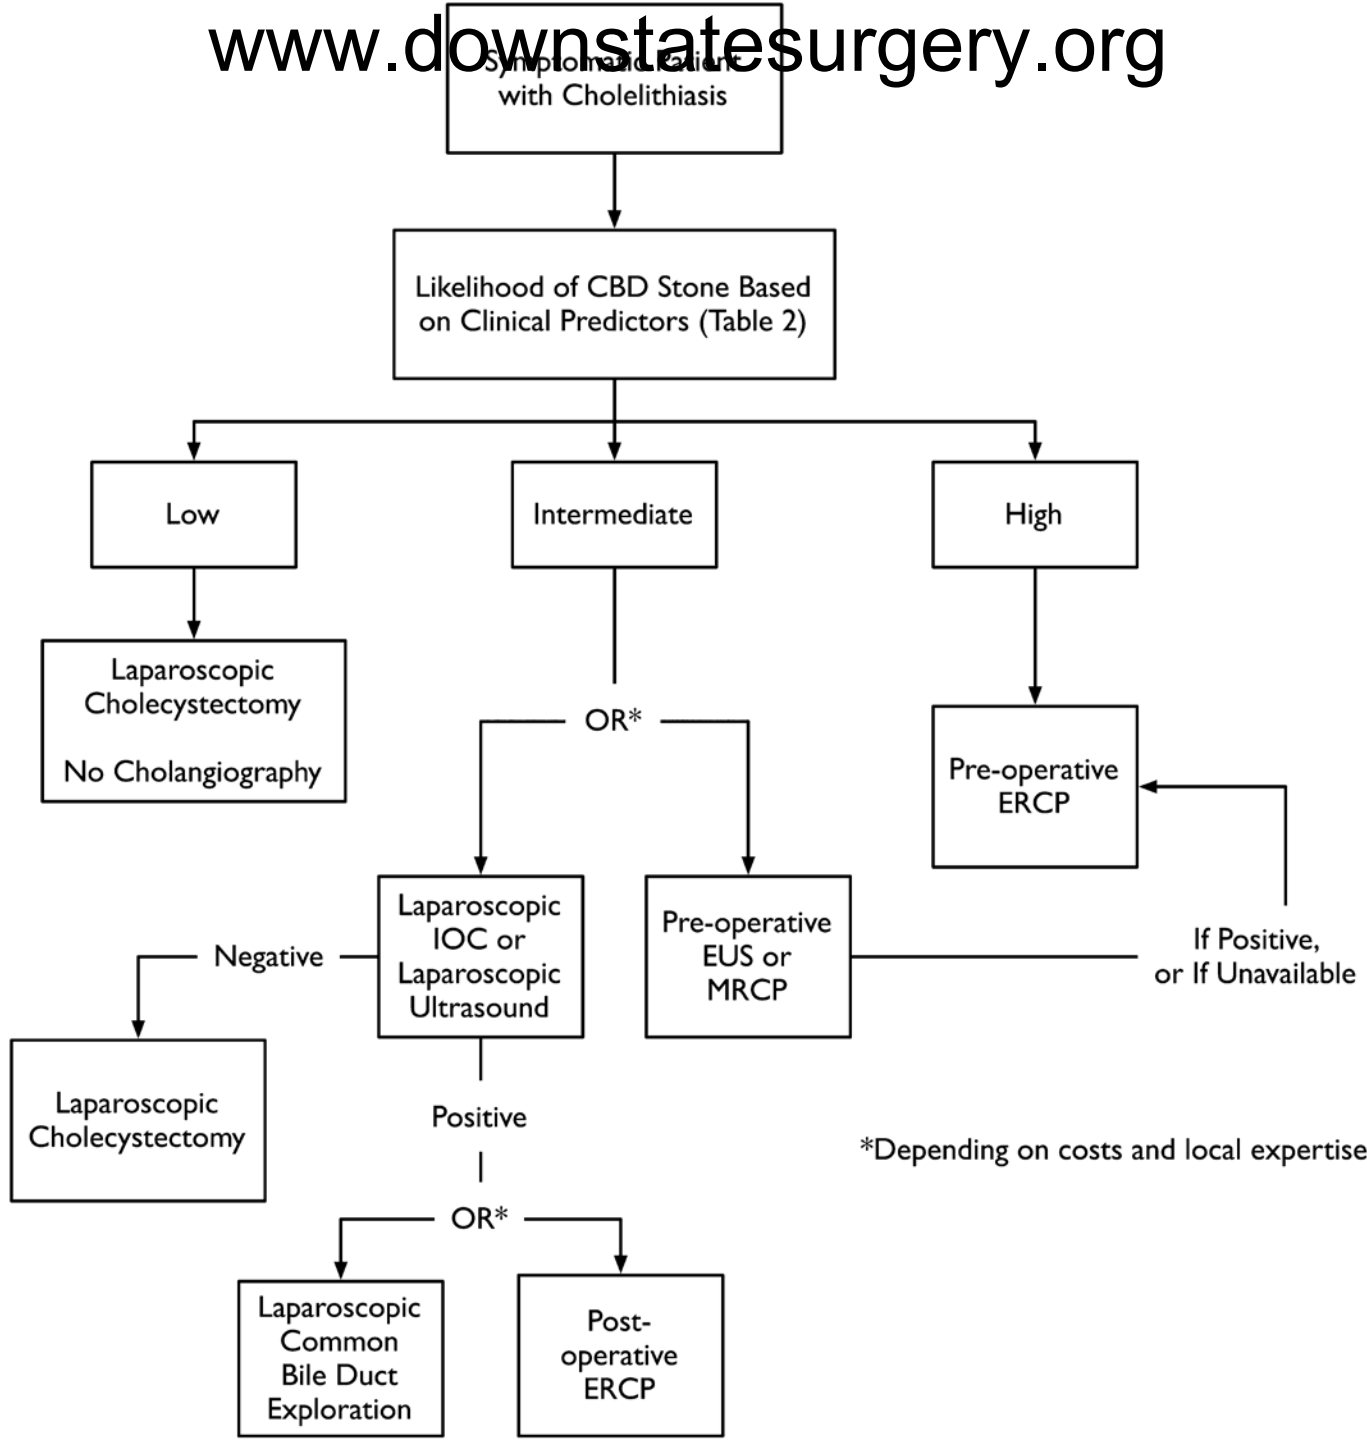 www.downstatesurgery.org
Symptomatic Patient
with Cholelithiasis
Likelihood of CBD Stone Based
on Clinical Predictors (Table 2)
Low
Intermediate
High
Laparoscopic
Cholecystectomy
No Cholangiography
OR*
Pre-operative
ERCP
Laparoscopic
IOC or
Laparoscopic
Ultrasound
Pre-operative
EUS or
MRCP
Negative
If Positive,
or If Unavailable
Laparoscopic
Cholecystectomy
Positive
*Depending on costs and local expertise
OR*
Laparoscopic
Common
Bile Duct
Exploration
Post-
operative
ERCP